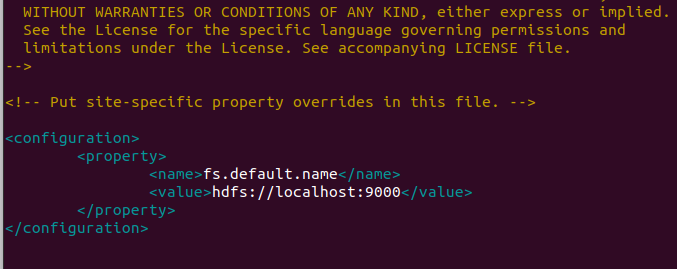 WITHOUT WARRANTIES OR CONDITIONS OF ANY KIND, either express or implied.
See the License for the specific language governing permissions and
limitations under the License. See accompanying LICENSE file.
-->
<!-- Put site-specific property overrides in this file. -->
<configuration>
<property>
<name>fs.default.name</name>
<value>hdfs://localhost:9000</value>
</property>
</configuration>